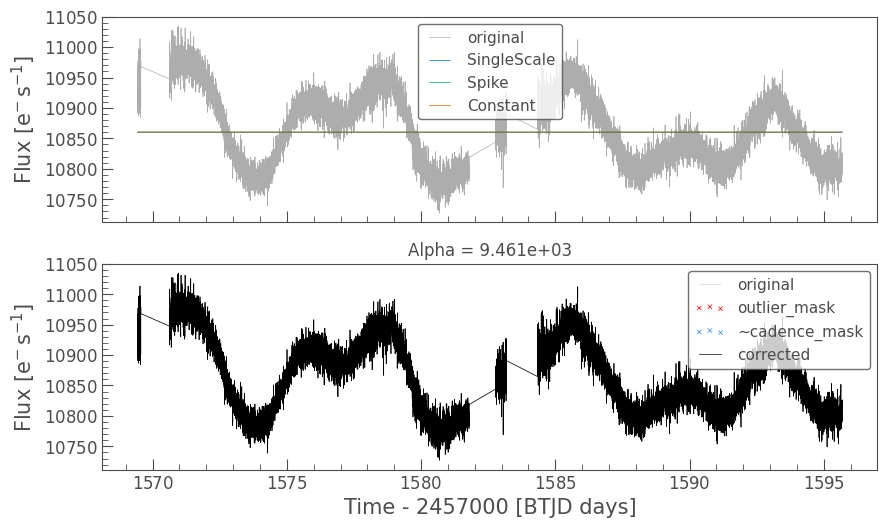 11050
11000
10950
10900
10850
10800
10750
Flux [e⁻ s⁻¹]
original
SingleScale
Spike
Constant
Alpha = 9.461e+03
11050
11000
10950
10900
10850
10800
10750
Flux [e⁻ s⁻¹]
original
outlier_mask
~cadence_mask
corrected
1570 1575 1580 1585 1590 1595
Time - 2457000 [BTJD days]